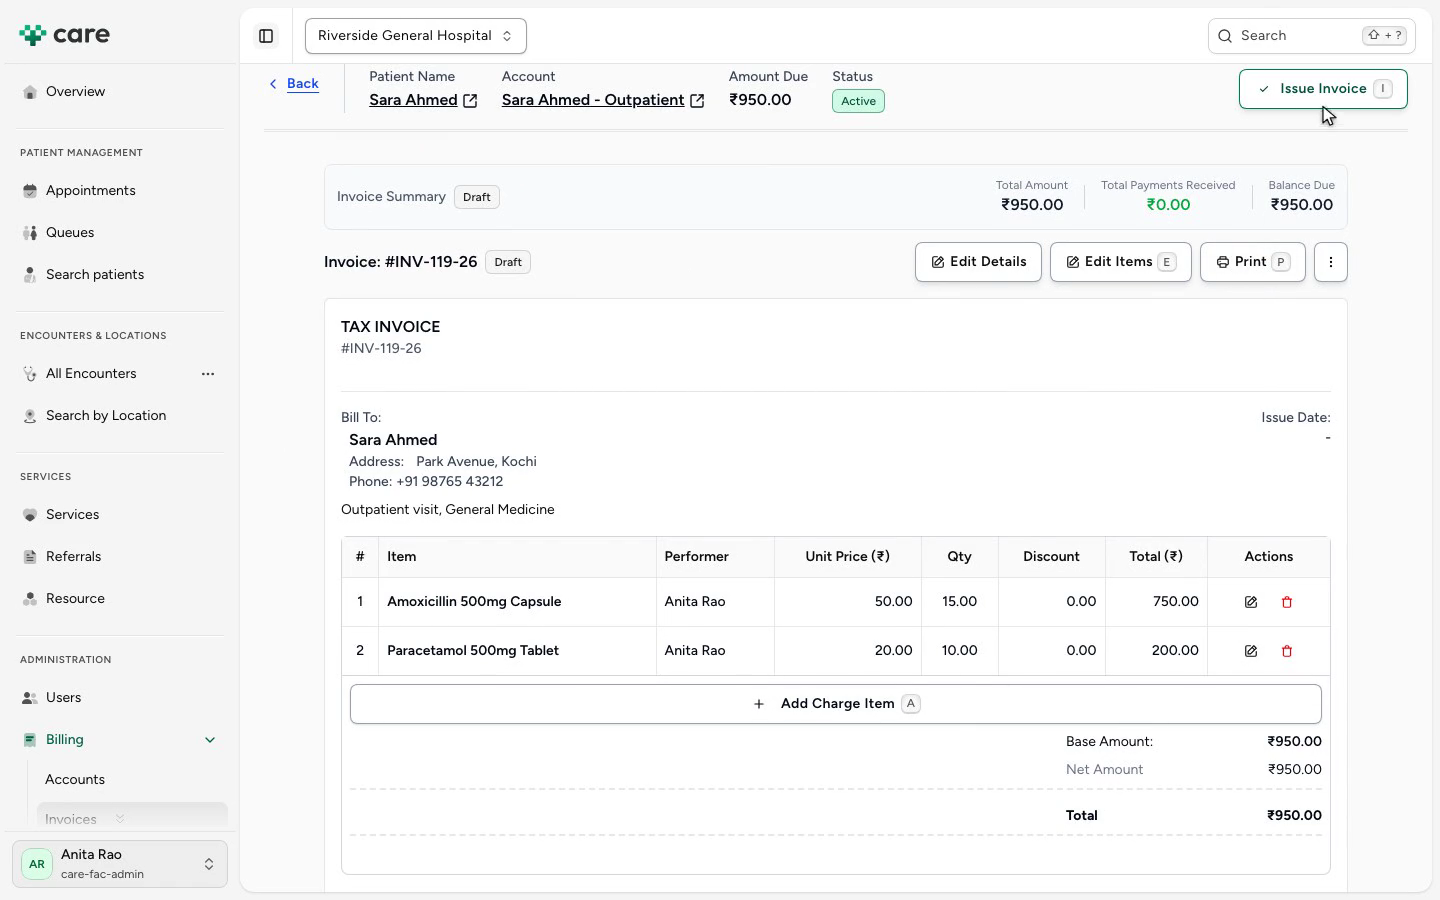 care
Riverside General Hospital
Search
⇧ + ?
Overview
PATIENT MANAGEMENT
Appointments
Queues
Search patients
ENCOUNTERS & LOCATIONS
All Encounters
Search by Location
SERVICES
Services
Referrals
Resource
ADMINISTRATION
Users
Billing
Accounts
Invoices
AR
Anita Rao
care-fac-admin
Back
Patient Name
Sara Ahmed
Account
Sara Ahmed - Outpatient
Amount Due
₹950.00
Status
Active
Issue Invoice I
Invoice Summary Draft
Total Amount
₹950.00
Total Payments Received
₹0.00
Balance Due
₹950.00
Invoice: #INV-119-26 Draft
Edit Details
Edit Items E
Print P
TAX INVOICE
#INV-119-26
Bill To:
Sara Ahmed
Address: Park Avenue, Kochi
Phone: +91 98765 43212
Issue Date:
-
Outpatient visit, General Medicine
# Item Performer Unit Price (₹) Qty Discount Total (₹) Actions
1 Amoxicillin 500mg Capsule Anita Rao 50.00 15.00 0.00 750.00
2 Paracetamol 500mg Tablet Anita Rao 20.00 10.00 0.00 200.00
+ Add Charge Item A
Base Amount: ₹950.00
Net Amount ₹950.00
Total ₹950.00